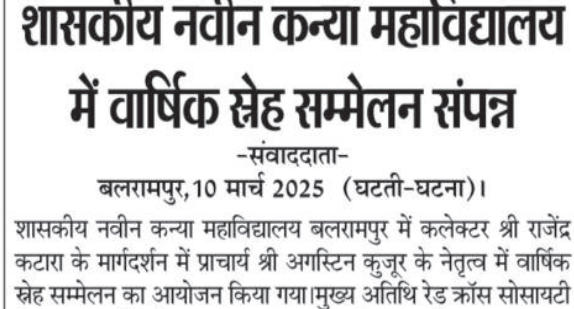 शासकीय नवीन कन्या महाविद्यालय
में वार्षिक स्नेह सम्मेलन संपन्न
-संवाददाता-
बलरामपुर,10 मार्च 2025 (घटती-घटना)।
शासकीय नवीन कन्या महाविद्यालय बलरामपुर में कलेक्टर श्री राजेंद्र
कटारा के मार्गदर्शन में प्राचार्य श्री अगस्टिन कुजूर के नेतृत्व में वार्षिक
स्नेह सम्मेलन का आयोजन किया गया।मुख्य अतिथि रेड क्रॉस सोसायटी